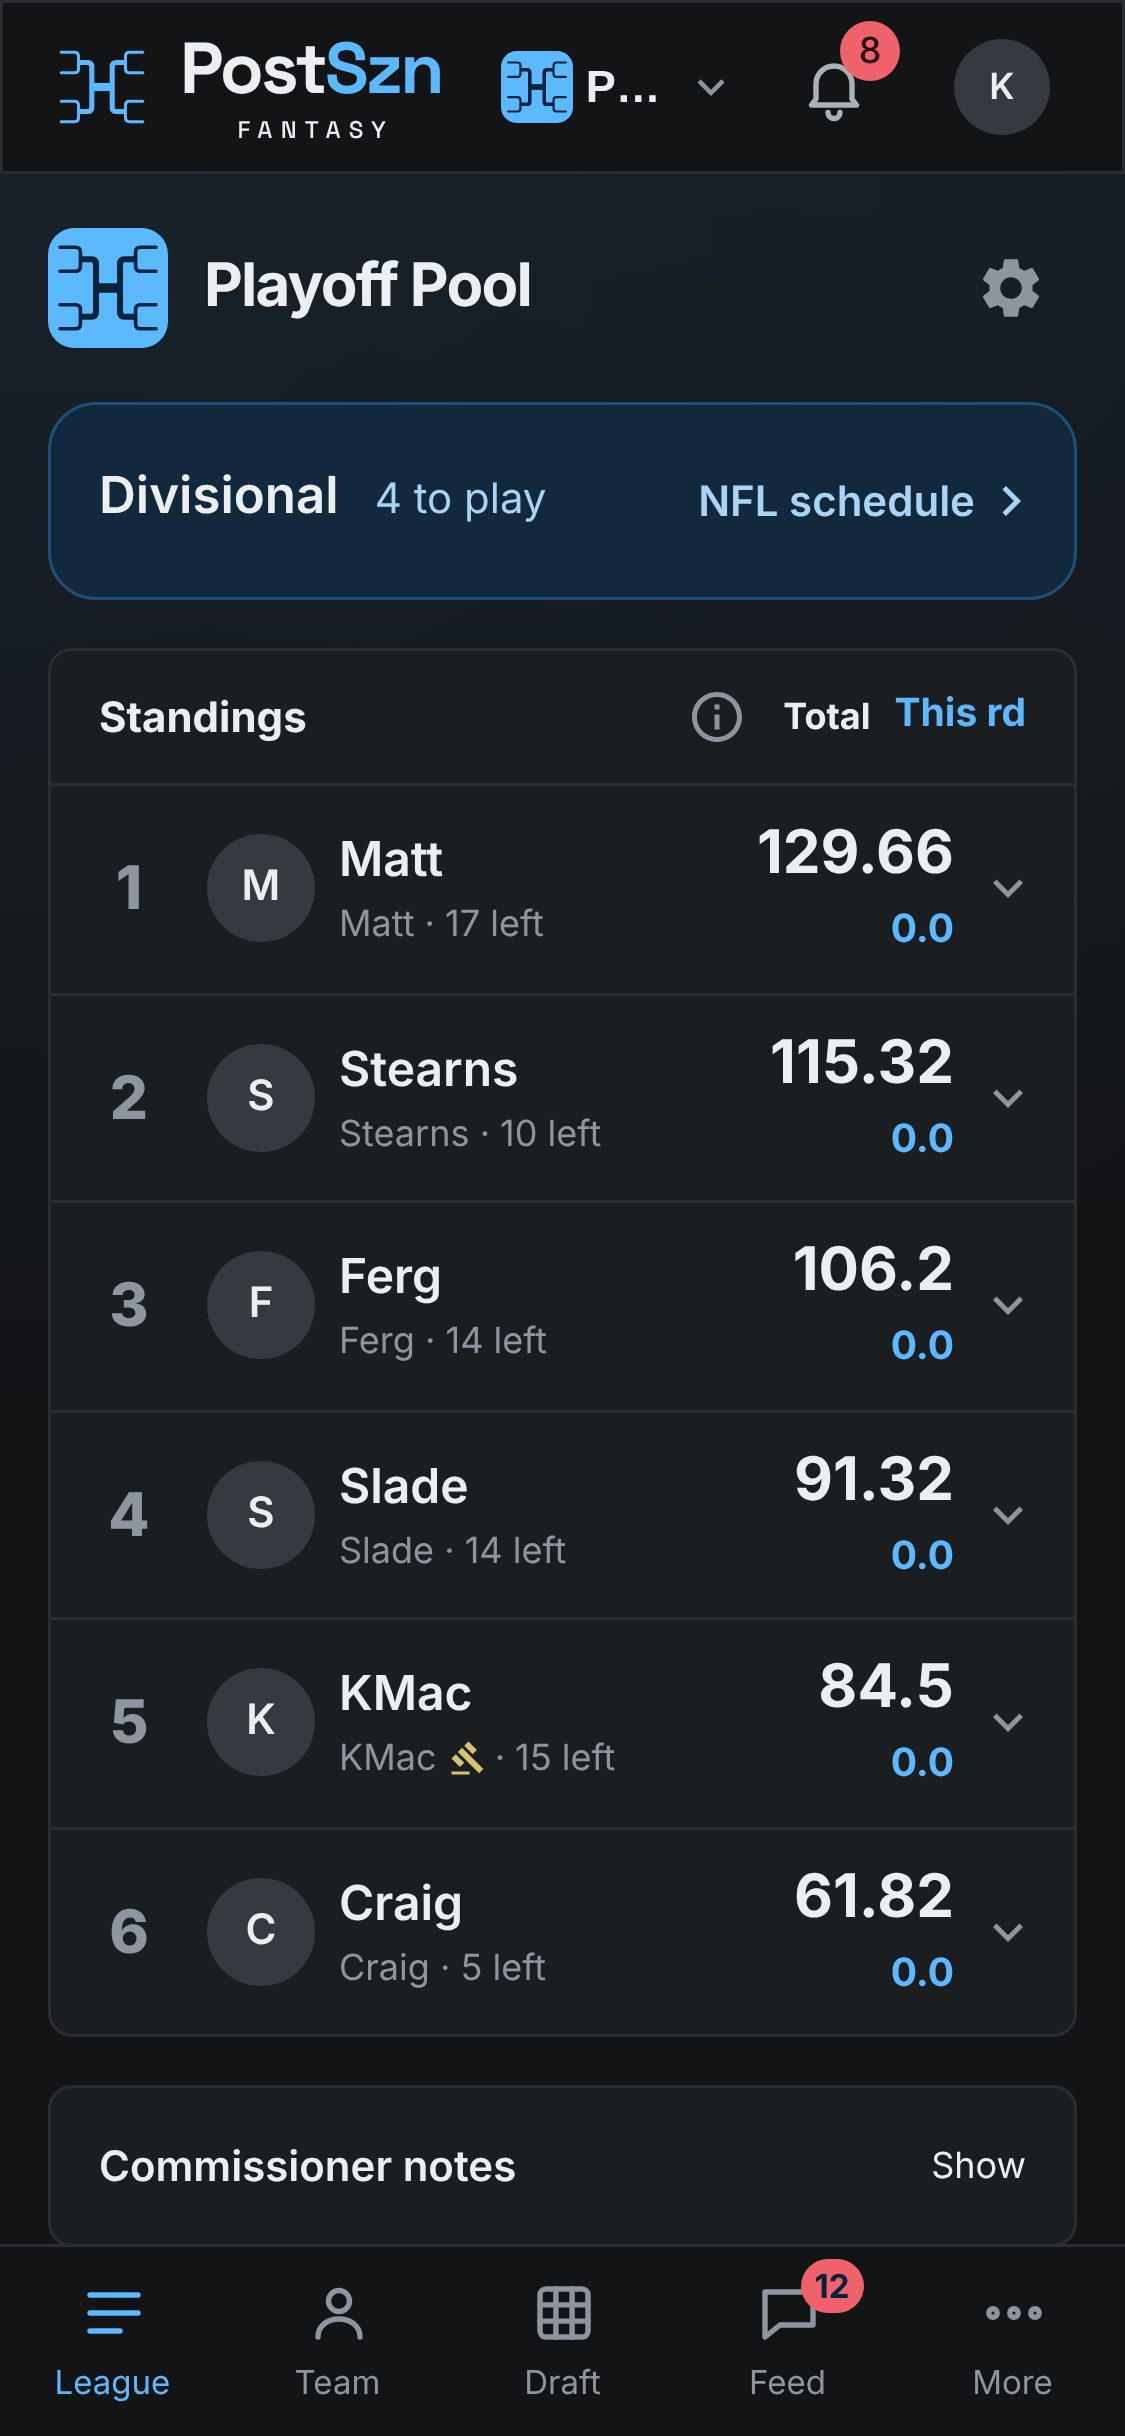 PostSzn
FANTASY
P...
8
K
Playoff Pool
Divisional 4 to play NFL schedule
Standings Total This rd
1 M Matt 129.66
Matt · 17 left 0.0
2 S Stearns 115.32
Stearns · 10 left 0.0
3 F Ferg 106.2
Ferg · 14 left 0.0
4 S Slade 91.32
Slade · 14 left 0.0
5 K KMac 84.5
KMac · 15 left 0.0
6 C Craig 61.82
Craig · 5 left 0.0
Commissioner notes Show
12
League Team Draft Feed More